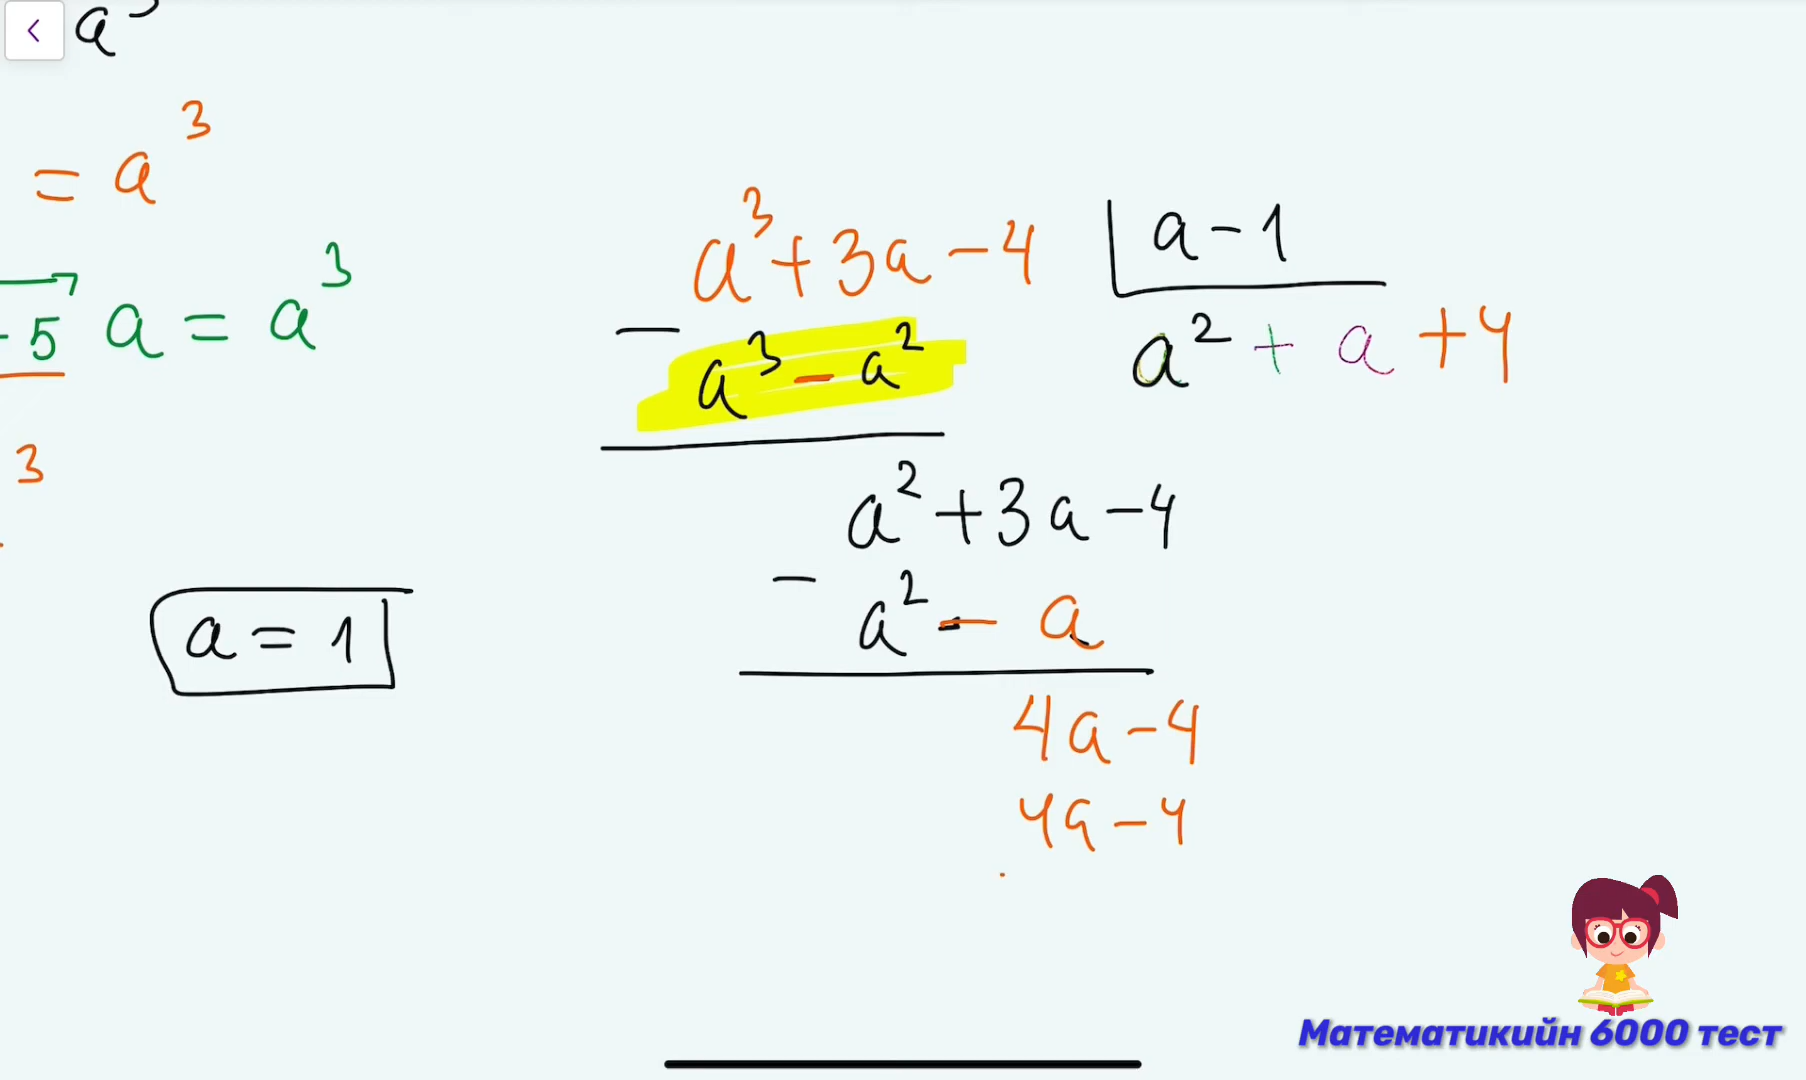 a³
= a³
-5 a = a³
3
a = 1
a³ + 3a - 4 | a - 1
- a³ - a²
a² + a + 4
a² + 3a - 4
- a² - a
4a - 4
4a - 4
Математикийн 6000 тест